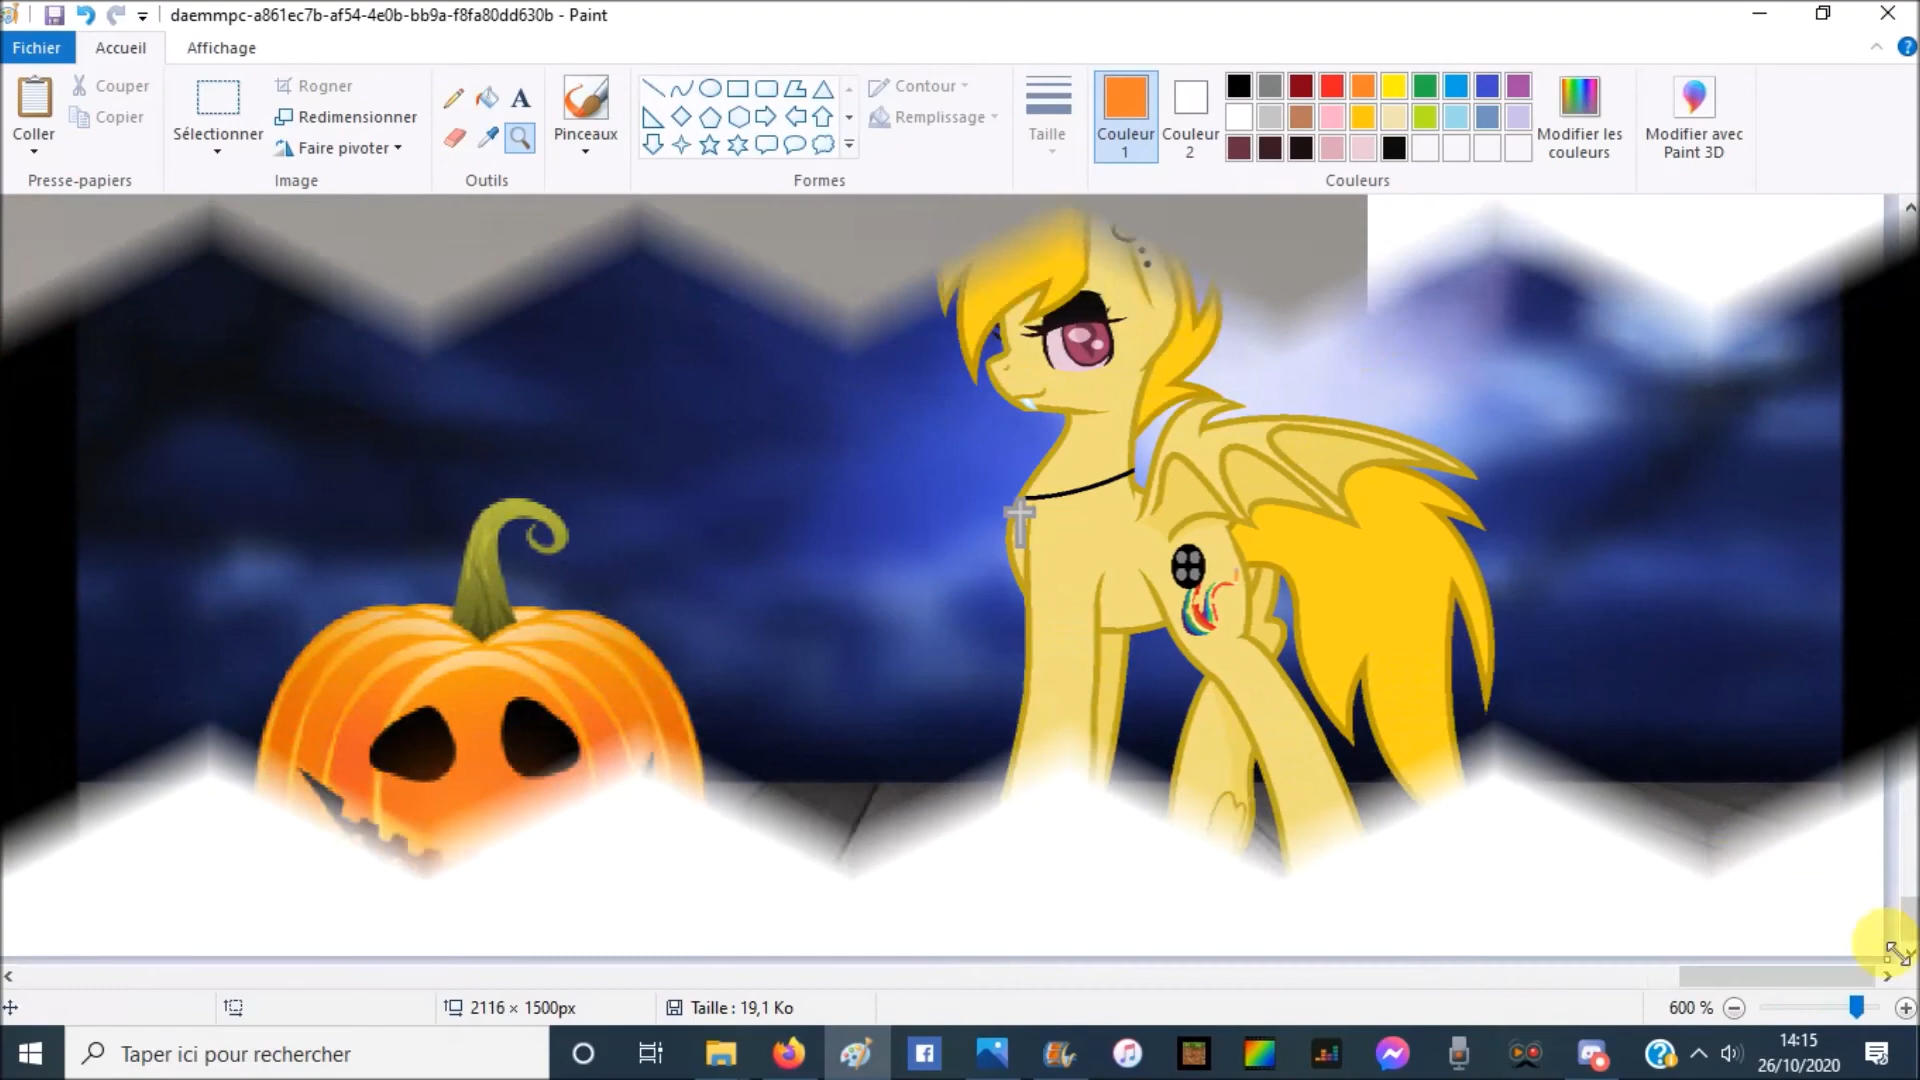 daemmpc-a861ec7b-af54-4e0b-bb9a-f8fa80dd630b - Paint
Fichier Accueil Affichage
Coller
Couper
Copier
Presse-papiers
Sélectionner
Rogner
Redimensionner
Faire pivoter
Image
A
Outils
Pinceaux
Contour
Remplissage
Formes
Taille
Couleur
1
Couleur
2
Modifier les
couleurs
Couleurs
Modifier avec
Paint 3D
2116 × 1500px
Taille : 19,1 Ko
600 %
Taper ici pour rechercher
14:15
26/10/2020